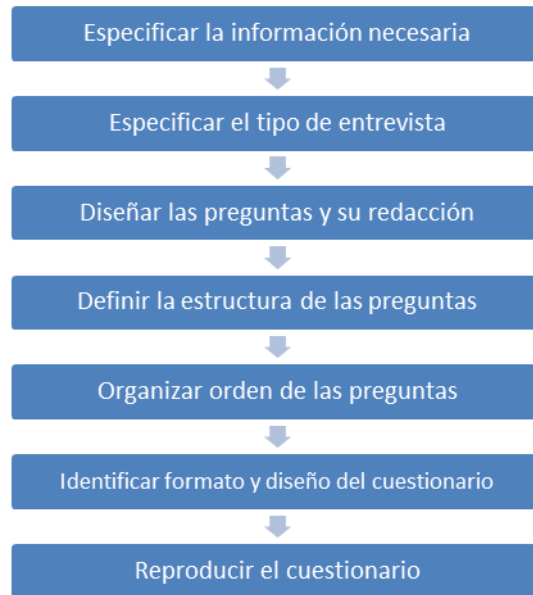 Especificar la información necesaria
Especificar el tipo de entrevista
Diseñar las preguntas y su redacción
Definir la estructura de las preguntas
Organizar orden de las preguntas
Identificar formato y diseño del cuestionario
Reproducir el cuestionario